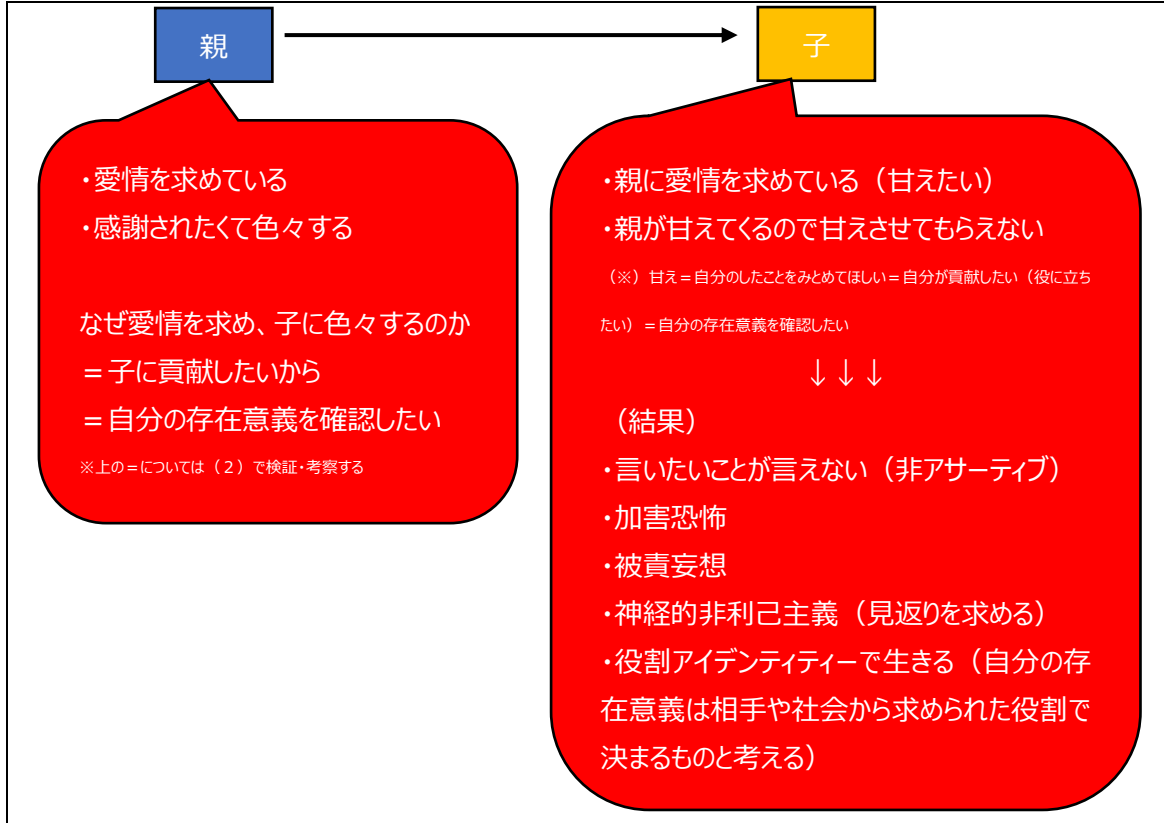 親
子
・愛情を求めている
・感謝されたくて色々する
なぜ愛情を求め、子に色々するのか
＝子に貢献したいから
＝自分の存在意義を確認したい
※上の＝については（２）で検証・考察する
・親に愛情を求めている（甘えたい）
・親が甘えてくるので甘えさせてもらえない
（※）甘え＝自分のしたことをみとめてほしい＝自分が貢献したい（役に立ち
たい）＝自分の存在意義を確認したい
↓↓↓
（結果）
・言いたいことが言えない（非アサーティブ）
・加害恐怖
・被責妄想
・神経的非利己主義（見返りを求める）
・役割アイデンティティーで生きる（自分の存
在意義は相手や社会から求められた役割で
決まるものと考える）